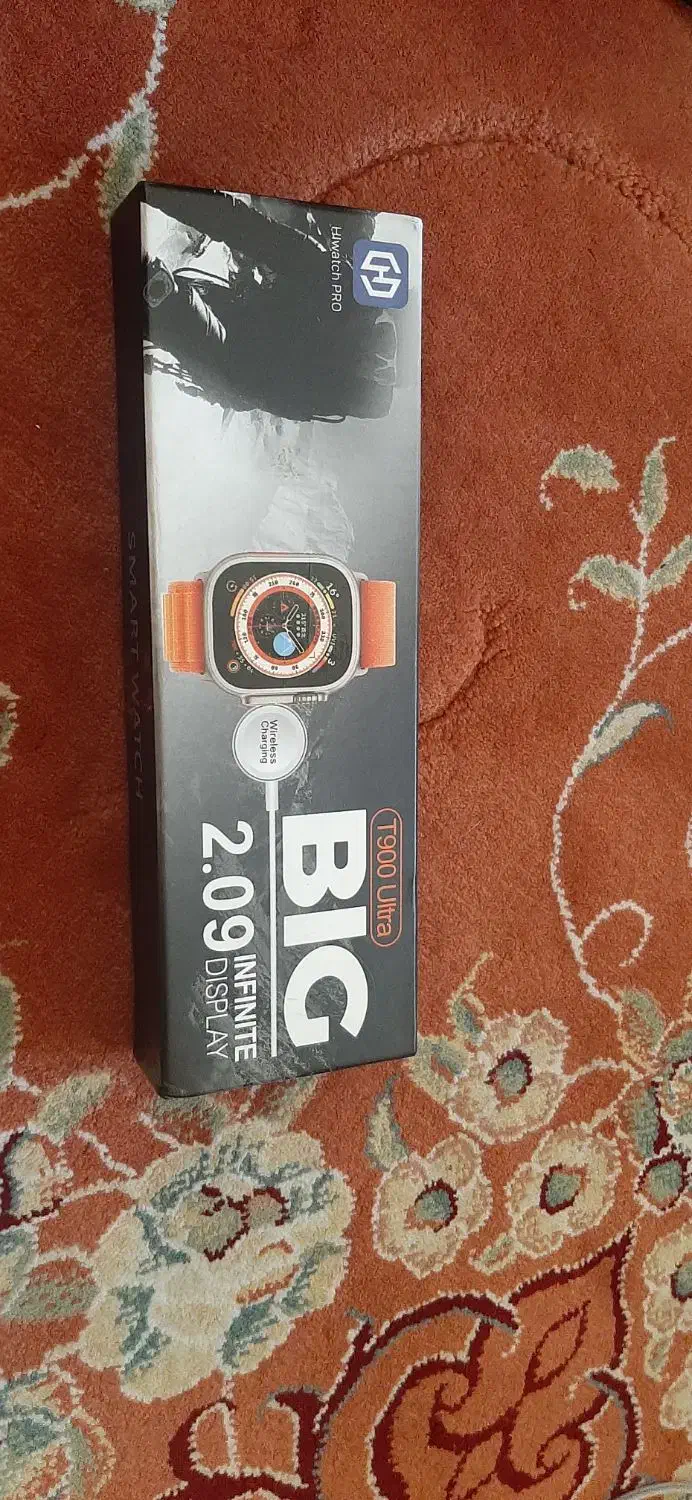 HiWatch PRO
Wireless
Charging
T900 Ultra
BIG
2.09 INFINITE
DISPLAY
SMART WATCH